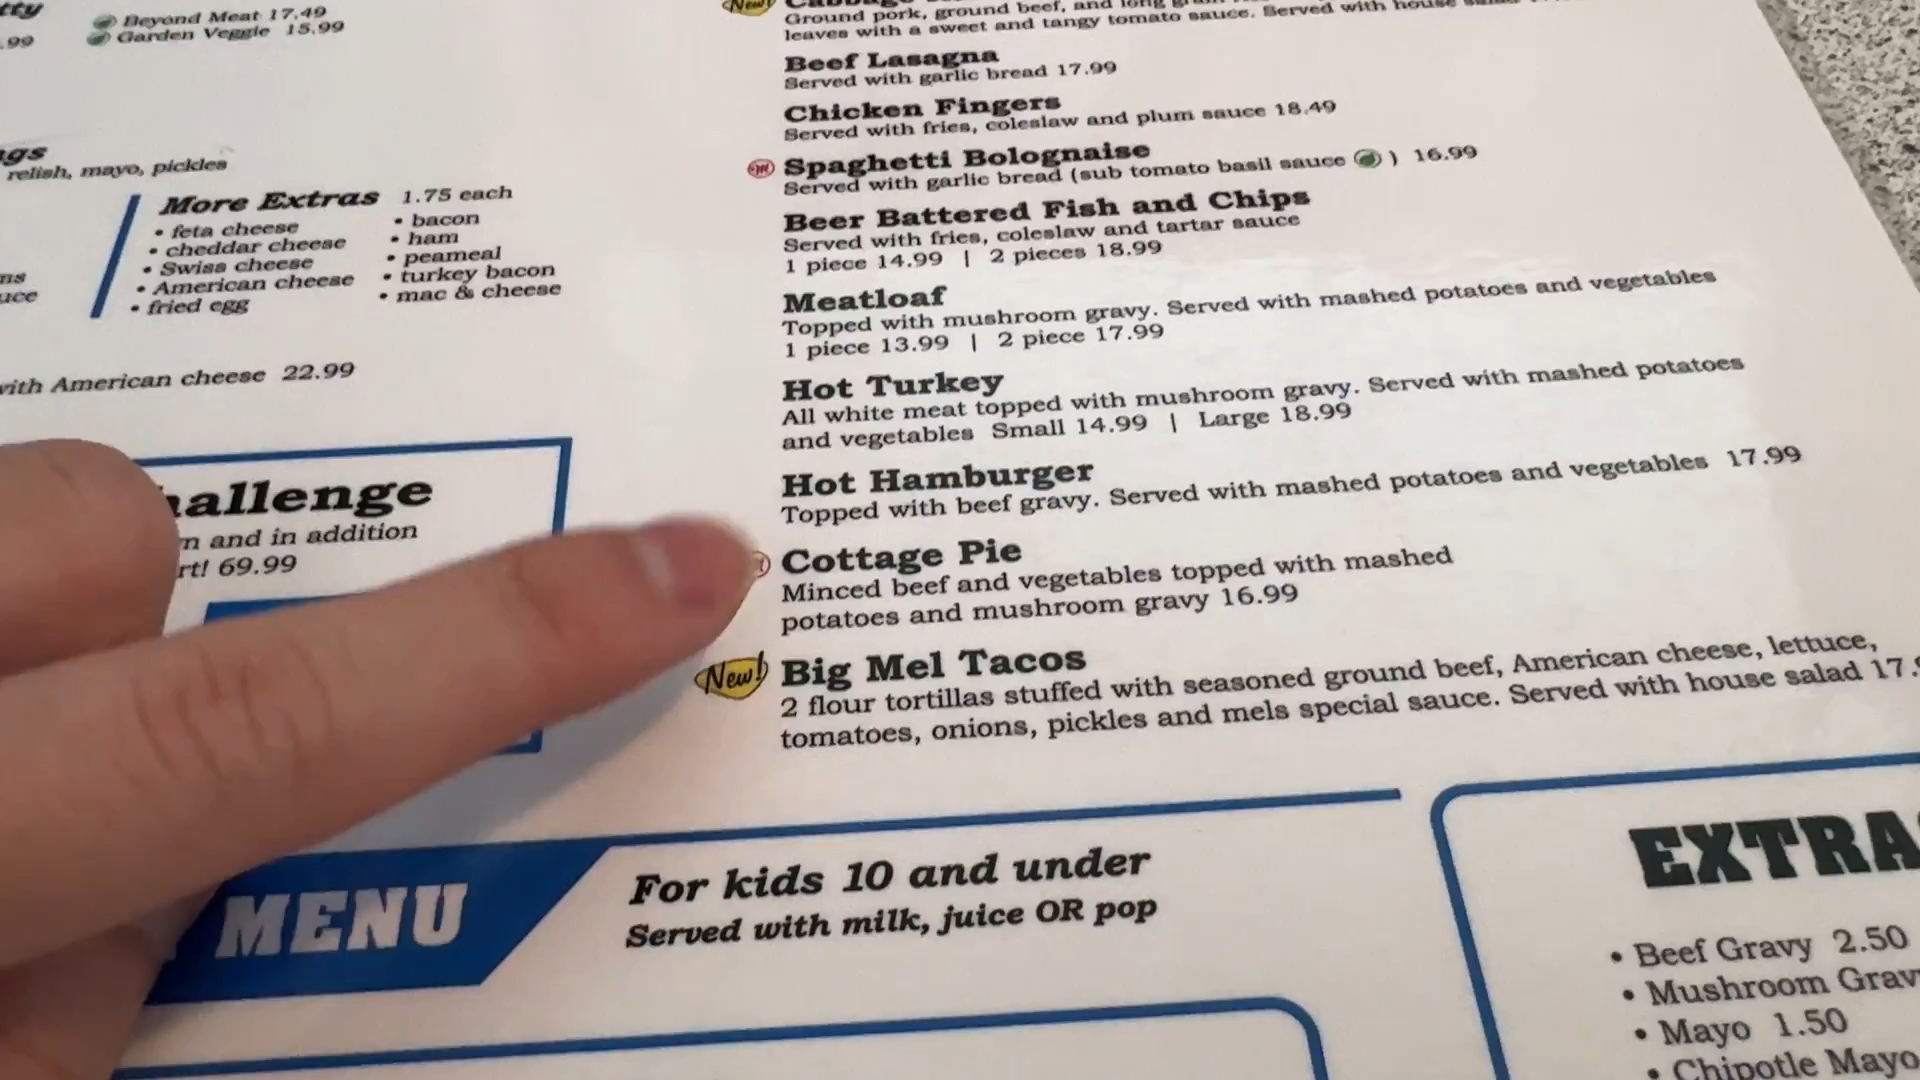 tty
.99
Beyond Meat 17.49
Garden Veggie 15.99
relish, mayo, pickles
More Extras 1.75 each
• feta cheese
• cheddar cheese
• Swiss cheese
• American cheese
• fried egg
• bacon
• ham
• peameal
• turkey bacon
• mac & cheese
with American cheese 22.99
hallenge
n and in addition
rt! 69.99
New!
Ground pork, ground beef, and long
leaves with a sweet and tangy tomato sauce. Served with house
Beef Lasagna
Served with garlic bread 17.99
Chicken Fingers
Served with fries, coleslaw and plum sauce 18.49
Spaghetti Bolognaise
Served with garlic bread (sub tomato basil sauce ) 16.99
Beer Battered Fish and Chips
Served with fries, coleslaw and tartar sauce
1 piece 14.99 | 2 pieces 18.99
Meatloaf
Topped with mushroom gravy. Served with mashed potatoes and vegetables
1 piece 13.99 | 2 piece 17.99
Hot Turkey
All white meat topped with mushroom gravy. Served with mashed potatoes
and vegetables Small 14.99 | Large 18.99
Hot Hamburger
Topped with beef gravy. Served with mashed potatoes and vegetables 17.99
Cottage Pie
Minced beef and vegetables topped with mashed
potatoes and mushroom gravy 16.99
New! Big Mel Tacos
2 flour tortillas stuffed with seasoned ground beef, American cheese, lettuce,
tomatoes, onions, pickles and mels special sauce. Served with house salad 17.9
MENU
For kids 10 and under
Served with milk, juice OR pop
EXTRA
• Beef Gravy 2.50
• Mushroom Grav
• Mayo 1.50
• Chipotle Mayo